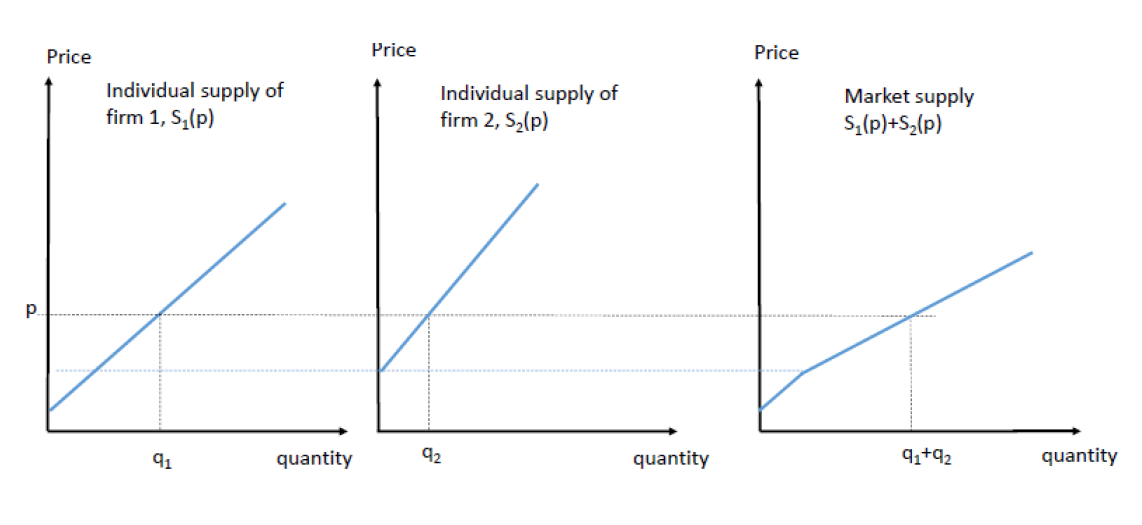 Price
Individual supply of
firm 1, S₁(p)
p
q₁
quantity
Price
Individual supply of
firm 2, S₂(p)
q₂
quantity
Price
Market supply
S₁(p)+S₂(p)
q₁+q₂
quantity